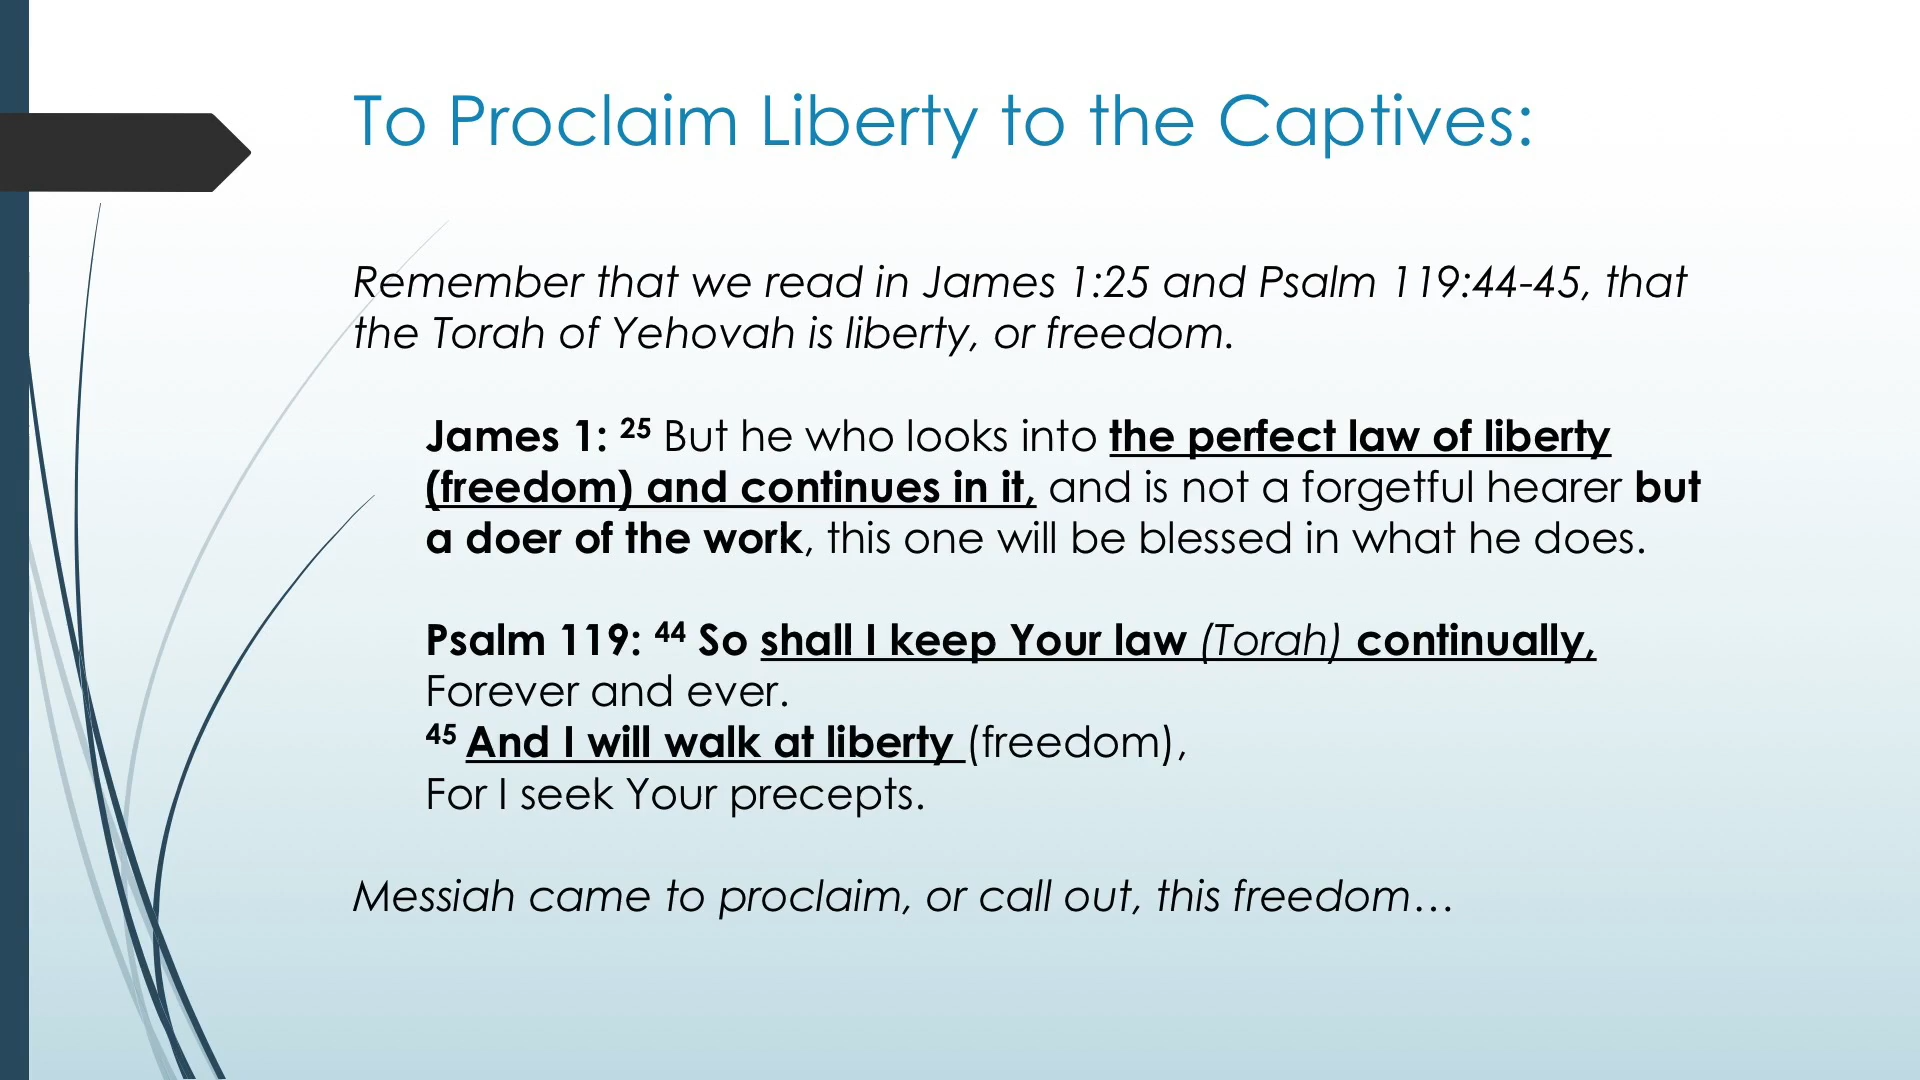 To Proclaim Liberty to the Captives:
Remember that we read in James 1:25 and Psalm 119:44-45, that
the Torah of Yehovah is liberty, or freedom.
James 1: 25 But he who looks into the perfect law of liberty
(freedom) and continues in it, and is not a forgetful hearer but
a doer of the work, this one will be blessed in what he does.
Psalm 119: 44 So shall I keep Your law (Torah) continually,
Forever and ever.
45 And I will walk at liberty (freedom),
For I seek Your precepts.
Messiah came to proclaim, or call out, this freedom…